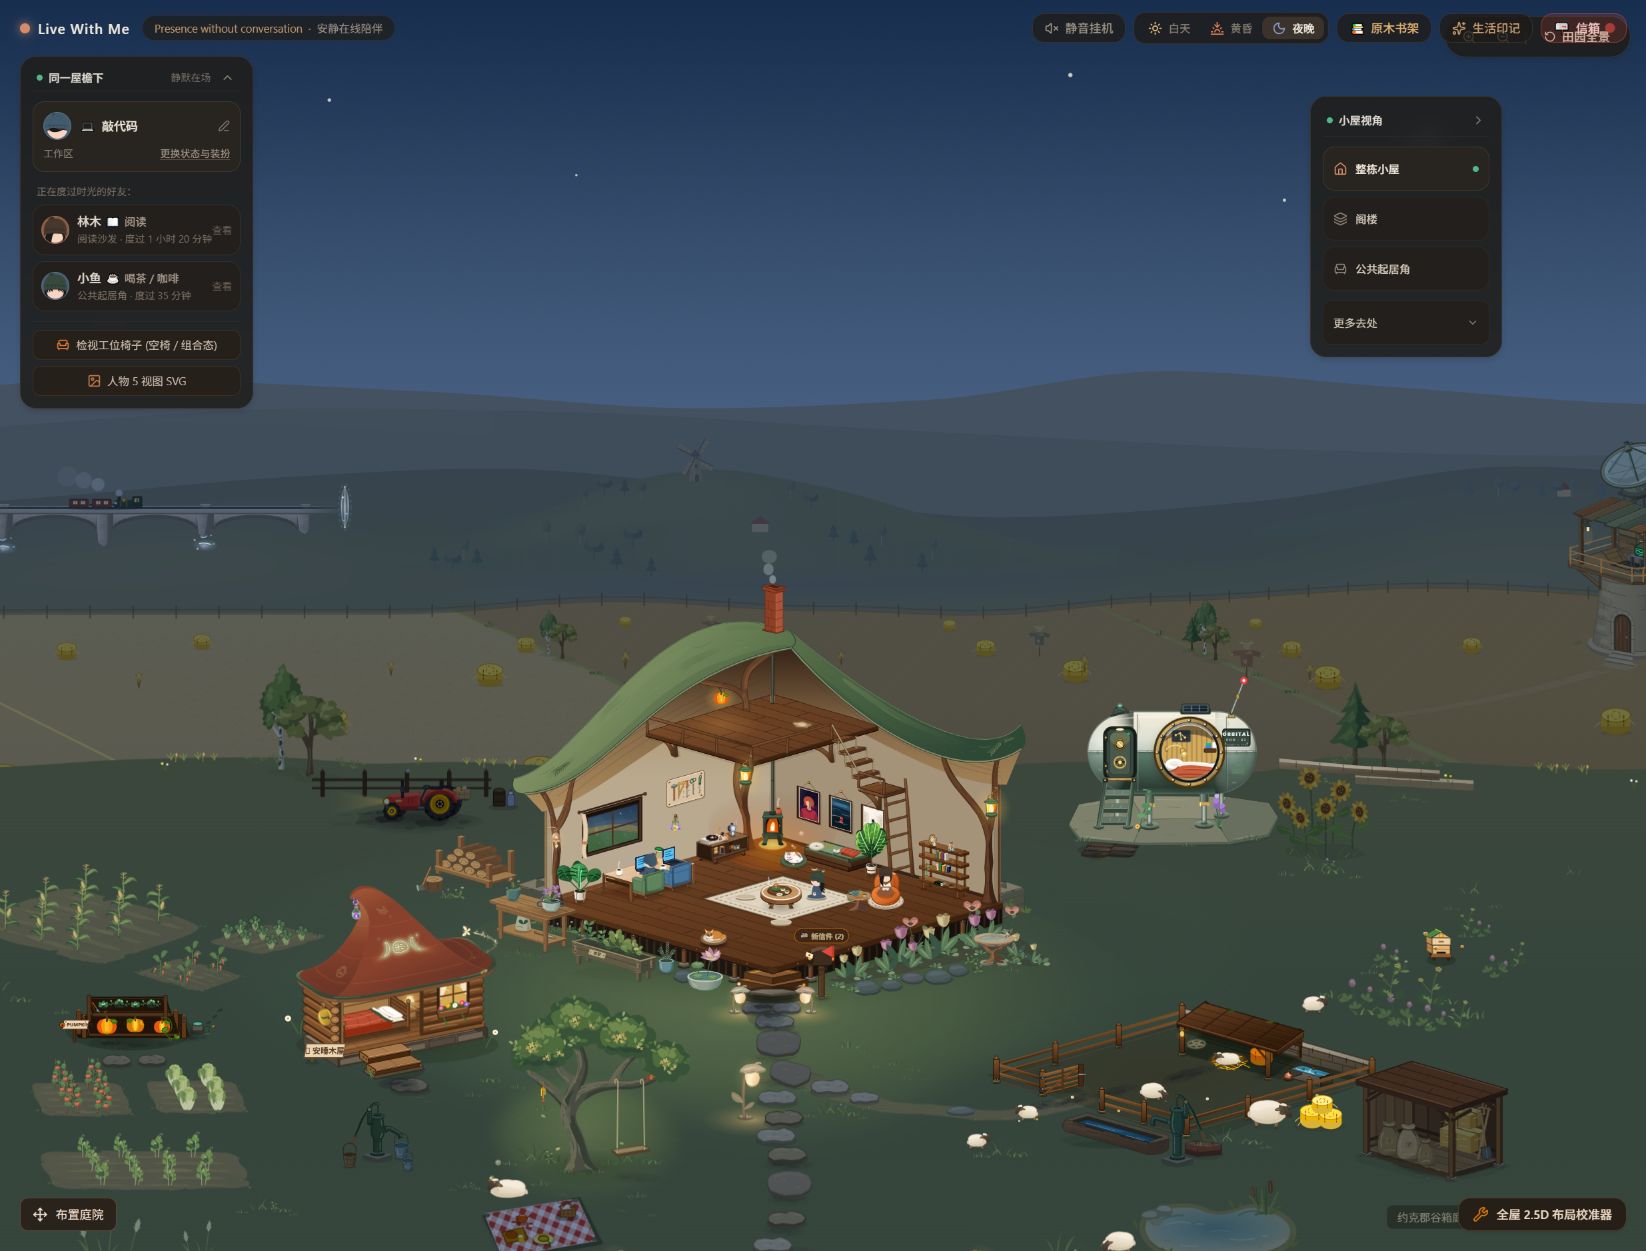 Live With Me
Presence without conversation · 安静在线陪伴
静音挂机
白天
黄昏
夜晚
原木书架
生活印记
信箱
田园全景
同一屋檐下
静默在场
敲代码
工作区
更换状态与装扮
正在度过时光的好友:
林木 阅读
阅读沙发 · 度过 1 小时 20 分钟
查看
小鱼 喝茶 / 咖啡
公共起居角 · 度过 35 分钟
查看
检视工位椅子 (空椅 / 组合态)
人物 5 视图 SVG
小屋视角
整栋小屋
阁楼
公共起居角
更多去处
ORBITAL
新信件 (2)
PUMPKIN
安睡木屋
布置庭院
约克郡谷箱庭
全屋 2.5D 布局校准器